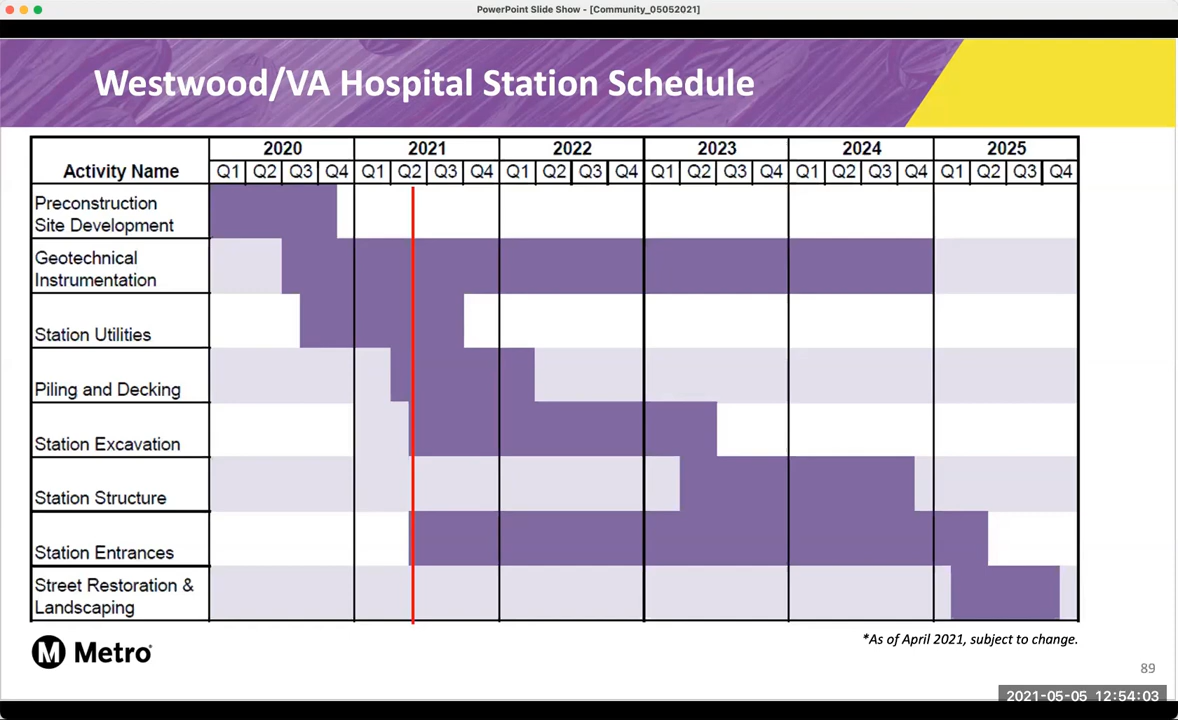 PowerPoint Slide Show - [Community_05052021]
Westwood/VA Hospital Station Schedule
Activity Name
2020 2021 2022 2023 2024 2025
Q1 Q2 Q3 Q4 Q1 Q2 Q3 Q4 Q1 Q2 Q3 Q4 Q1 Q2 Q3 Q4 Q1 Q2 Q3 Q4 Q1 Q2 Q3 Q4
Preconstruction
Site Development
Geotechnical
Instrumentation
Station Utilities
Piling and Decking
Station Excavation
Station Structure
Station Entrances
Street Restoration &
Landscaping
*As of April 2021, subject to change.
M Metro
89
2021-05-05 12:54:03